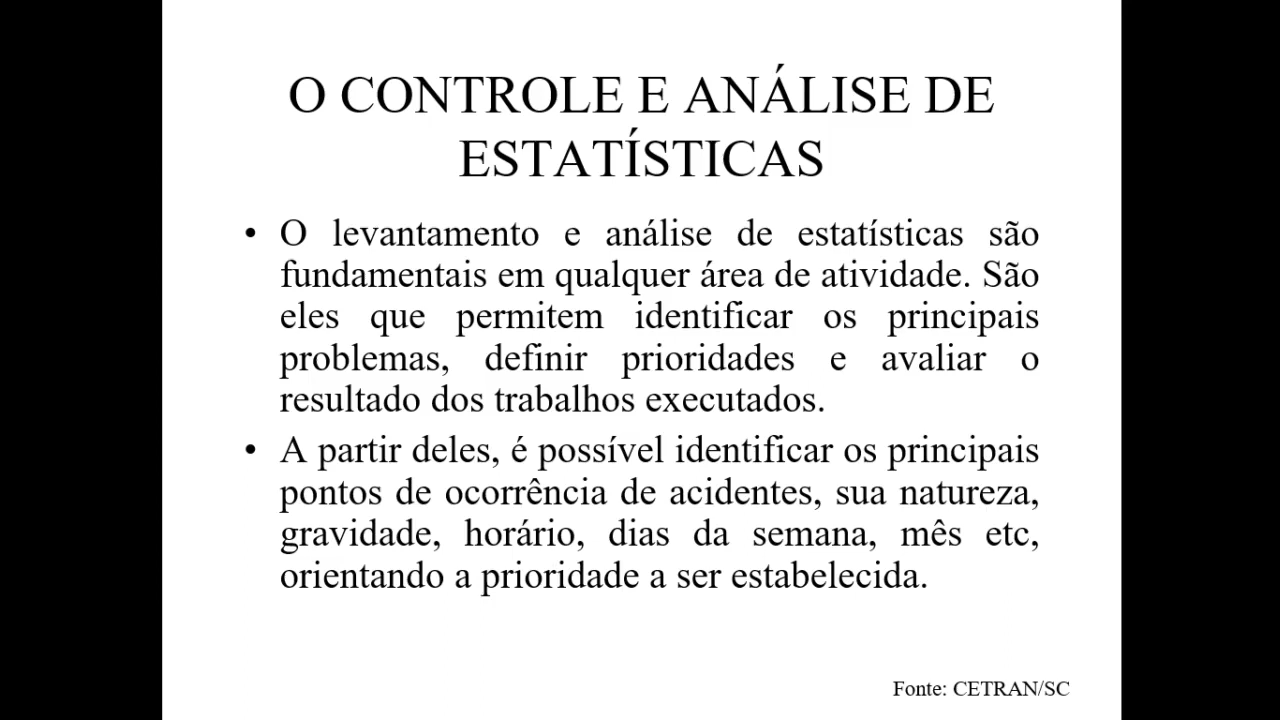 O CONTROLE E ANÁLISE DE
ESTATÍSTICAS
• O levantamento e análise de estatísticas são
fundamentais em qualquer área de atividade. São
eles que permitem identificar os principais
problemas, definir prioridades e avaliar o
resultado dos trabalhos executados.
• A partir deles, é possível identificar os principais
pontos de ocorrência de acidentes, sua natureza,
gravidade, horário, dias da semana, mês etc,
orientando a prioridade a ser estabelecida.
Fonte: CETRAN/SC